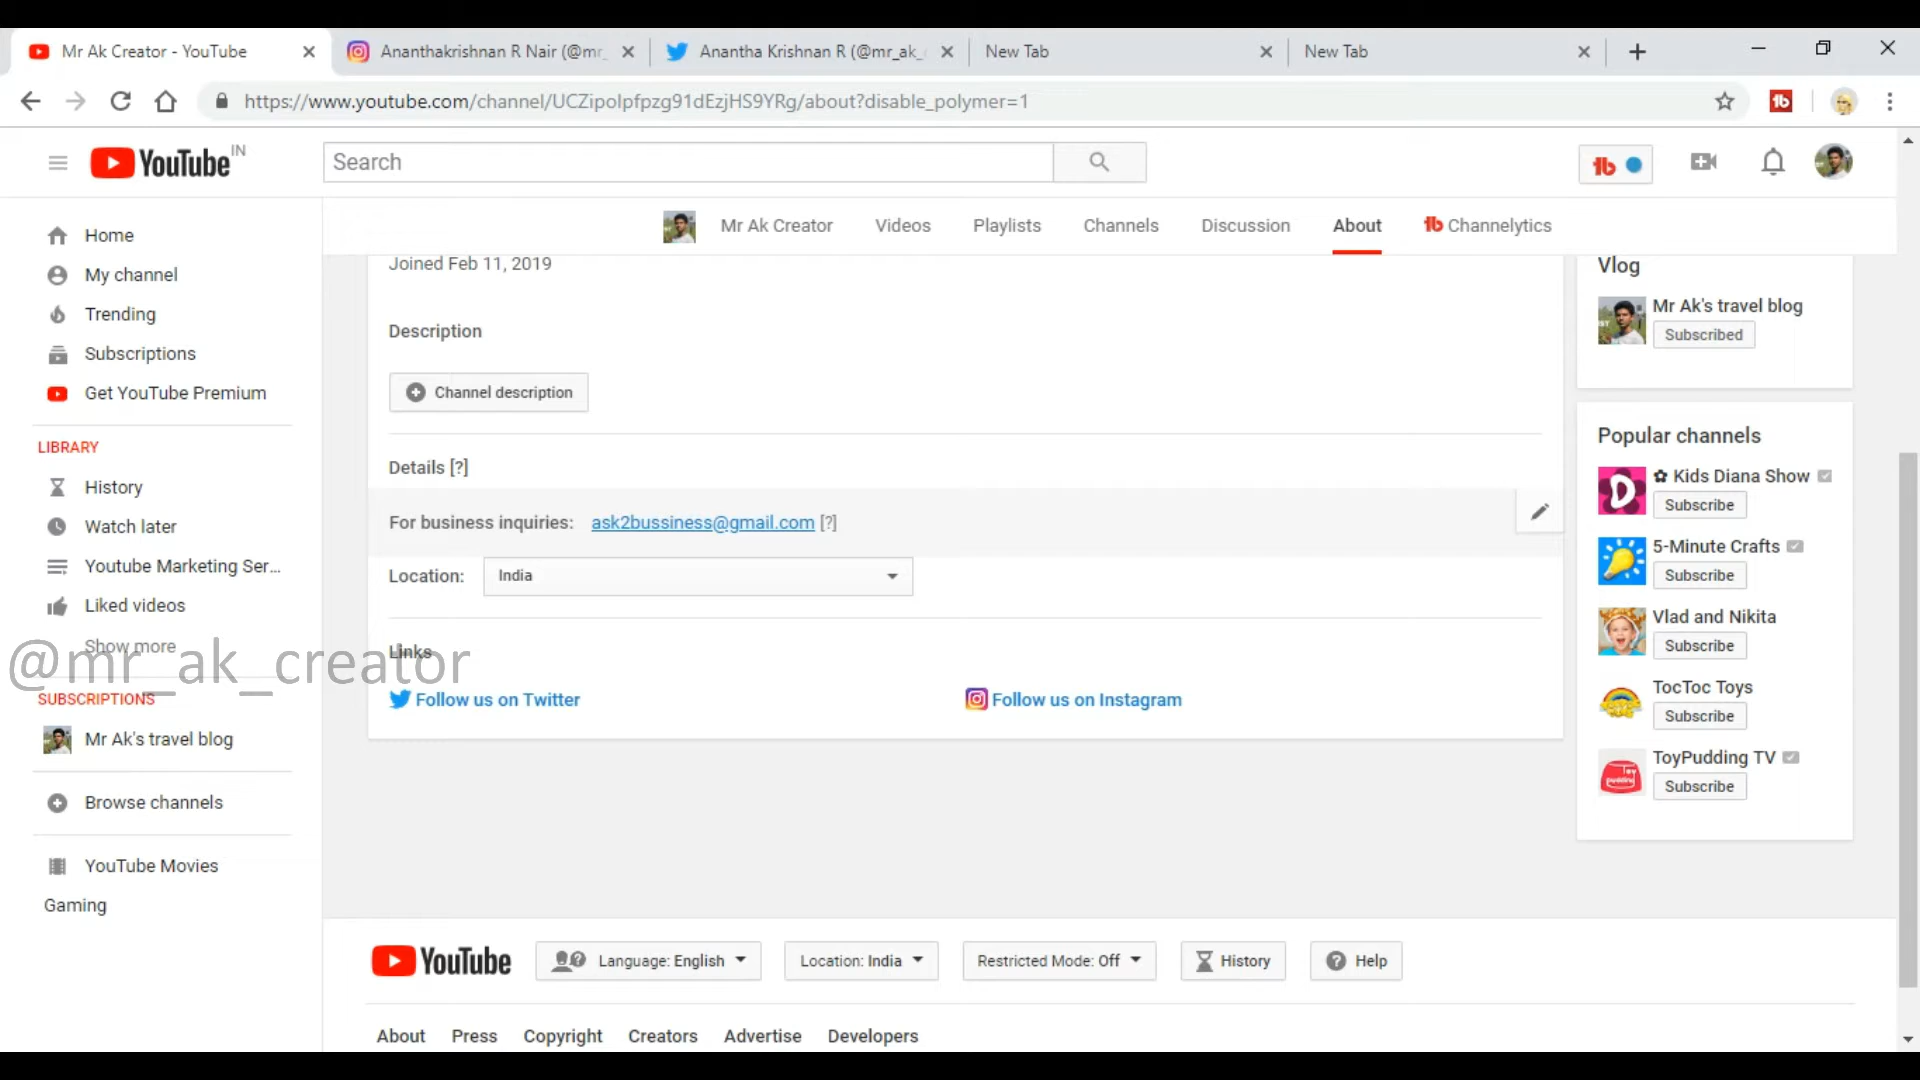 Mr Ak Creator - YouTube
Ananthakrishnan R Nair (@mr_
Anantha Krishnan R (@mr_ak_
New Tab
New Tab
https://www.youtube.com/channel/UCZipoIpfpzg91dEzjHS9YRg/about?disable_polymer=1
YouTube IN
Search
Mr Ak Creator
Videos
Playlists
Channels
Discussion
About
Channelytics
Home
My channel
Trending
Subscriptions
Get YouTube Premium
LIBRARY
History
Watch later
Youtube Marketing Ser...
Liked videos
Show more
@mr_ak_creator
SUBSCRIPTIONS
Mr Ak's travel blog
Browse channels
YouTube Movies
Gaming
Joined Feb 11, 2019
Description
Channel description
Details [?]
For business inquiries: ask2bussiness@gmail.com [?]
Location: India
Links
Follow us on Twitter
Follow us on Instagram
Vlog
Mr Ak's travel blog
Subscribed
Popular channels
✿ Kids Diana Show
Subscribe
5-Minute Crafts
Subscribe
Vlad and Nikita
Subscribe
TocToc Toys
Subscribe
ToyPudding TV
Subscribe
YouTube
Language: English
Location: India
Restricted Mode: Off
History
Help
About
Press
Copyright
Creators
Advertise
Developers